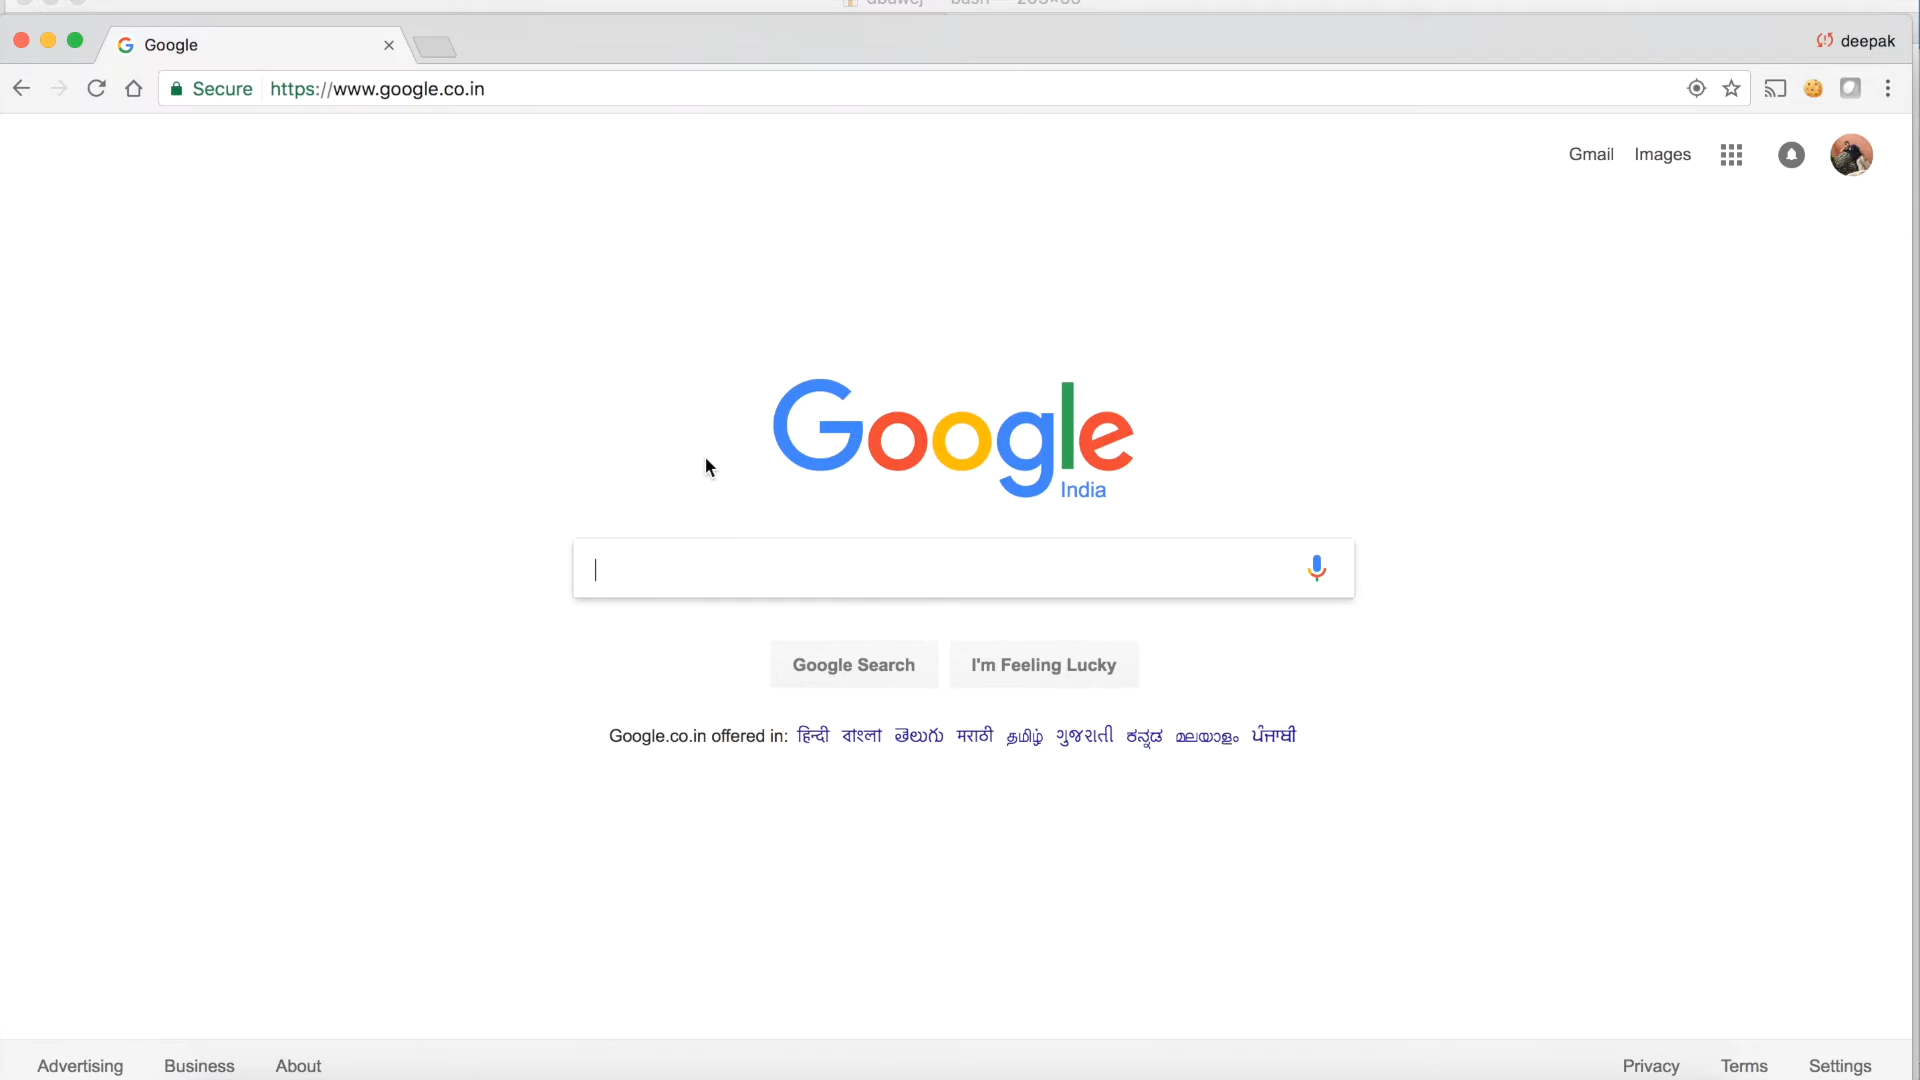 Google
deepak
Secure https://www.google.co.in
Gmail Images
Google
India
Google Search I'm Feeling Lucky
Google.co.in offered in: हिन्दी বাংলা తెలుగు मराठी தமிழ் ગુજરાતી ಕನ್ನಡ മലയാളം ਪੰਜਾਬੀ
Advertising Business About Privacy Terms Settings